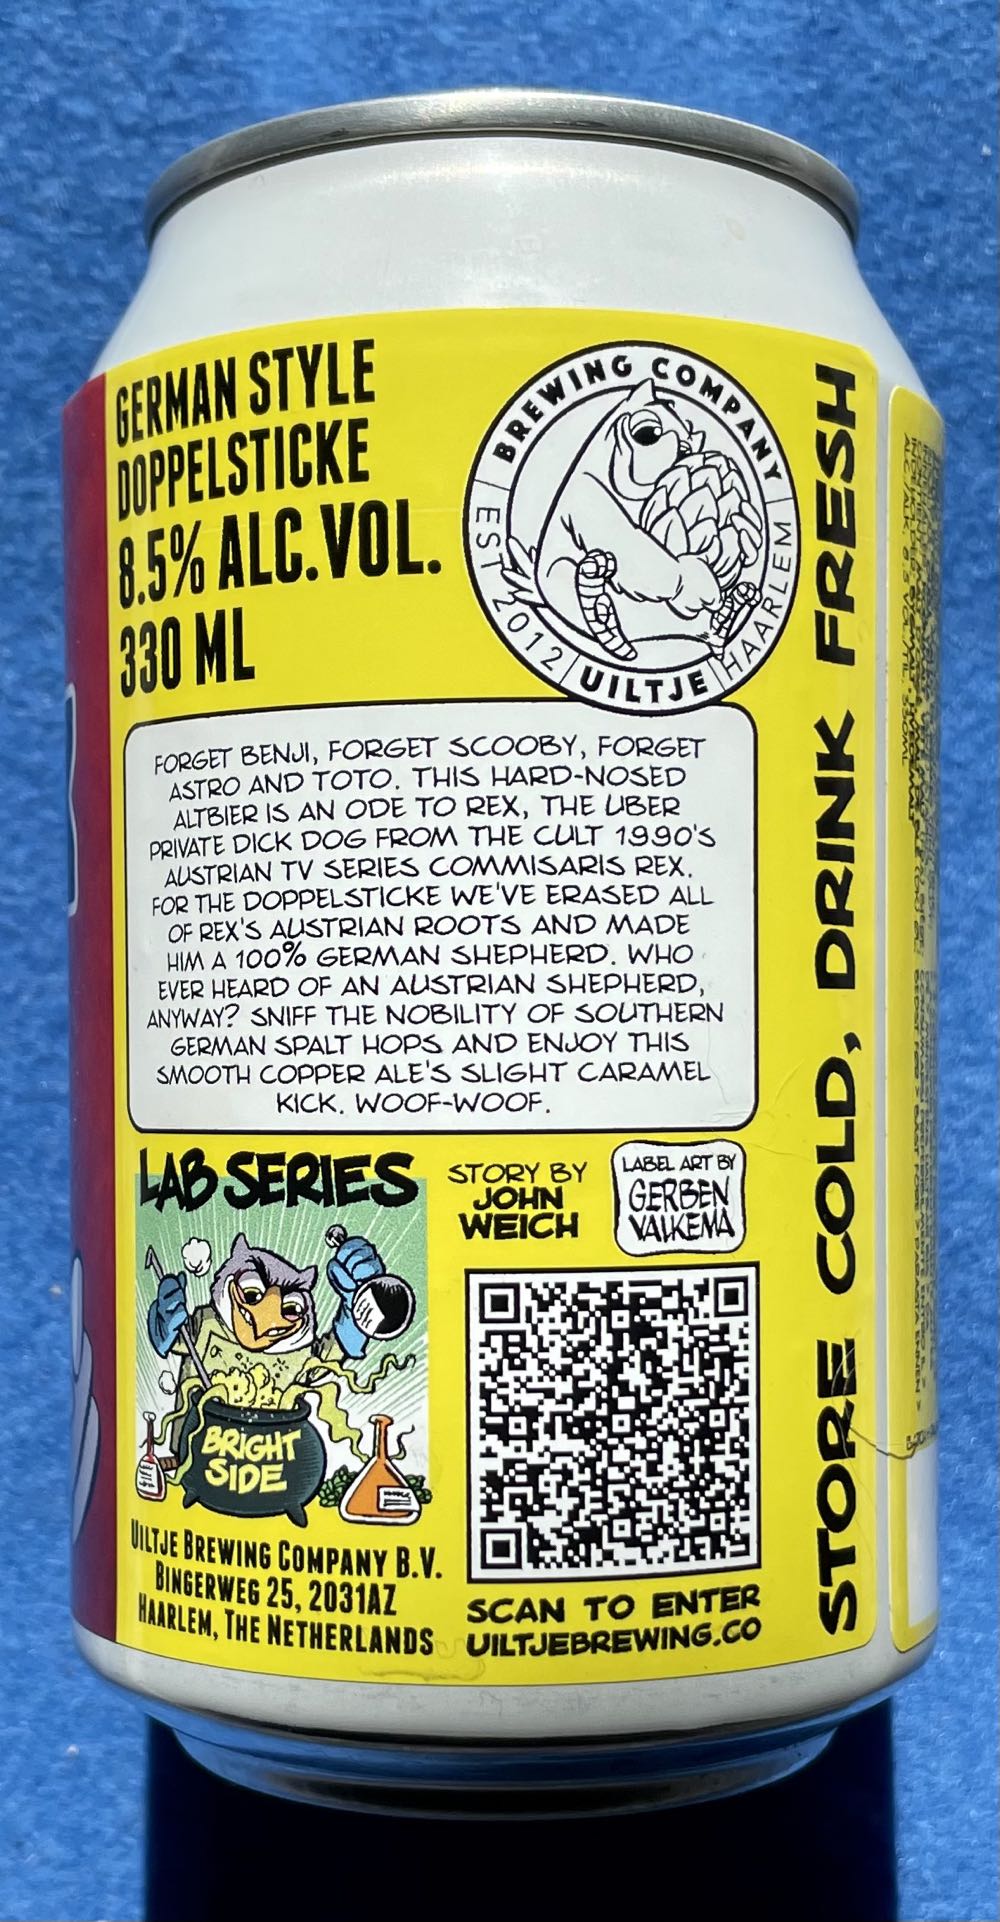 GERMAN STYLE
DOPPELSTICKE
8.5% ALC.VOL.
330 ML
BREWING COMPANY
EST 2012
UILTJE
HAARLEM
FORGET BENJI, FORGET SCOOBY, FORGET
ASTRO AND TOTO. THIS HARD-NOSED
ALTBIER IS AN ODE TO REX, THE UBER
PRIVATE DICK DOG FROM THE CULT 1990'S
AUSTRIAN TV SERIES COMMISARIS REX.
FOR THE DOPPELSTICKE WE'VE ERASED ALL
OF REX'S AUSTRIAN ROOTS AND MADE
HIM A 100% GERMAN SHEPHERD. WHO
EVER HEARD OF AN AUSTRIAN SHEPHERD,
ANYWAY? SNIFF THE NOBILITY OF SOUTHERN
GERMAN SPALT HOPS AND ENJOY THIS
SMOOTH COPPER ALE'S SLIGHT CARAMEL
KICK. WOOF-WOOF.
LAB SERIES
BRIGHT
SIDE
STORY BY
JOHN
WEICH
LABEL ART BY
GERBEN
VALKEMA
UILTJE BREWING COMPANY B.V.
BINGERWEG 25, 2031AZ
HAARLEM, THE NETHERLANDS
SCAN TO ENTER
UILTJEBREWING.CO
STORE COLD, DRINK FRESH